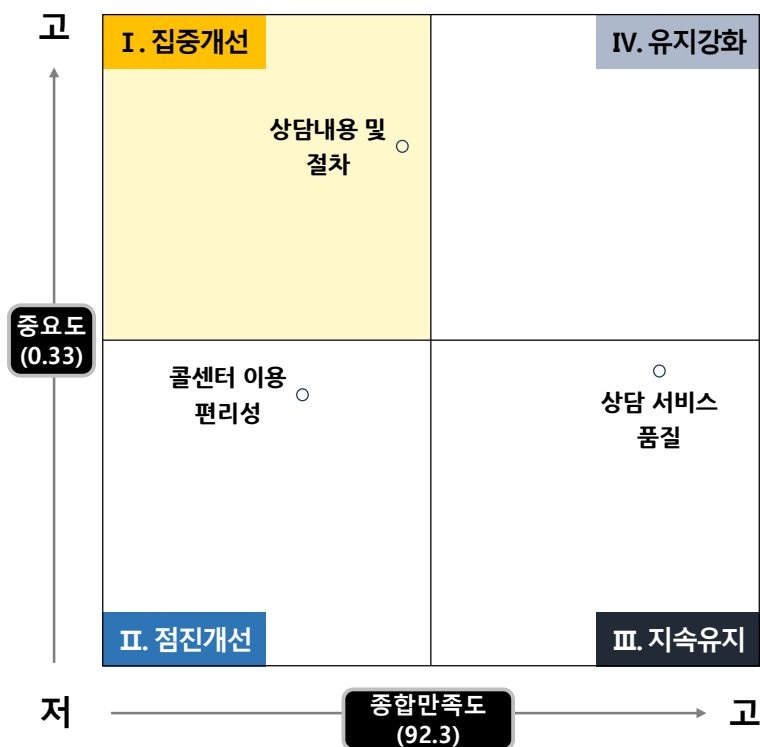 고
Ⅰ. 집중개선
Ⅳ. 유지강화
상담내용 및
절차
중요도
(0.33)
콜센터 이용
편리성
상담 서비스
품질
Ⅱ. 점진개선
Ⅲ. 지속유지
저
종합만족도
(92.3)
고